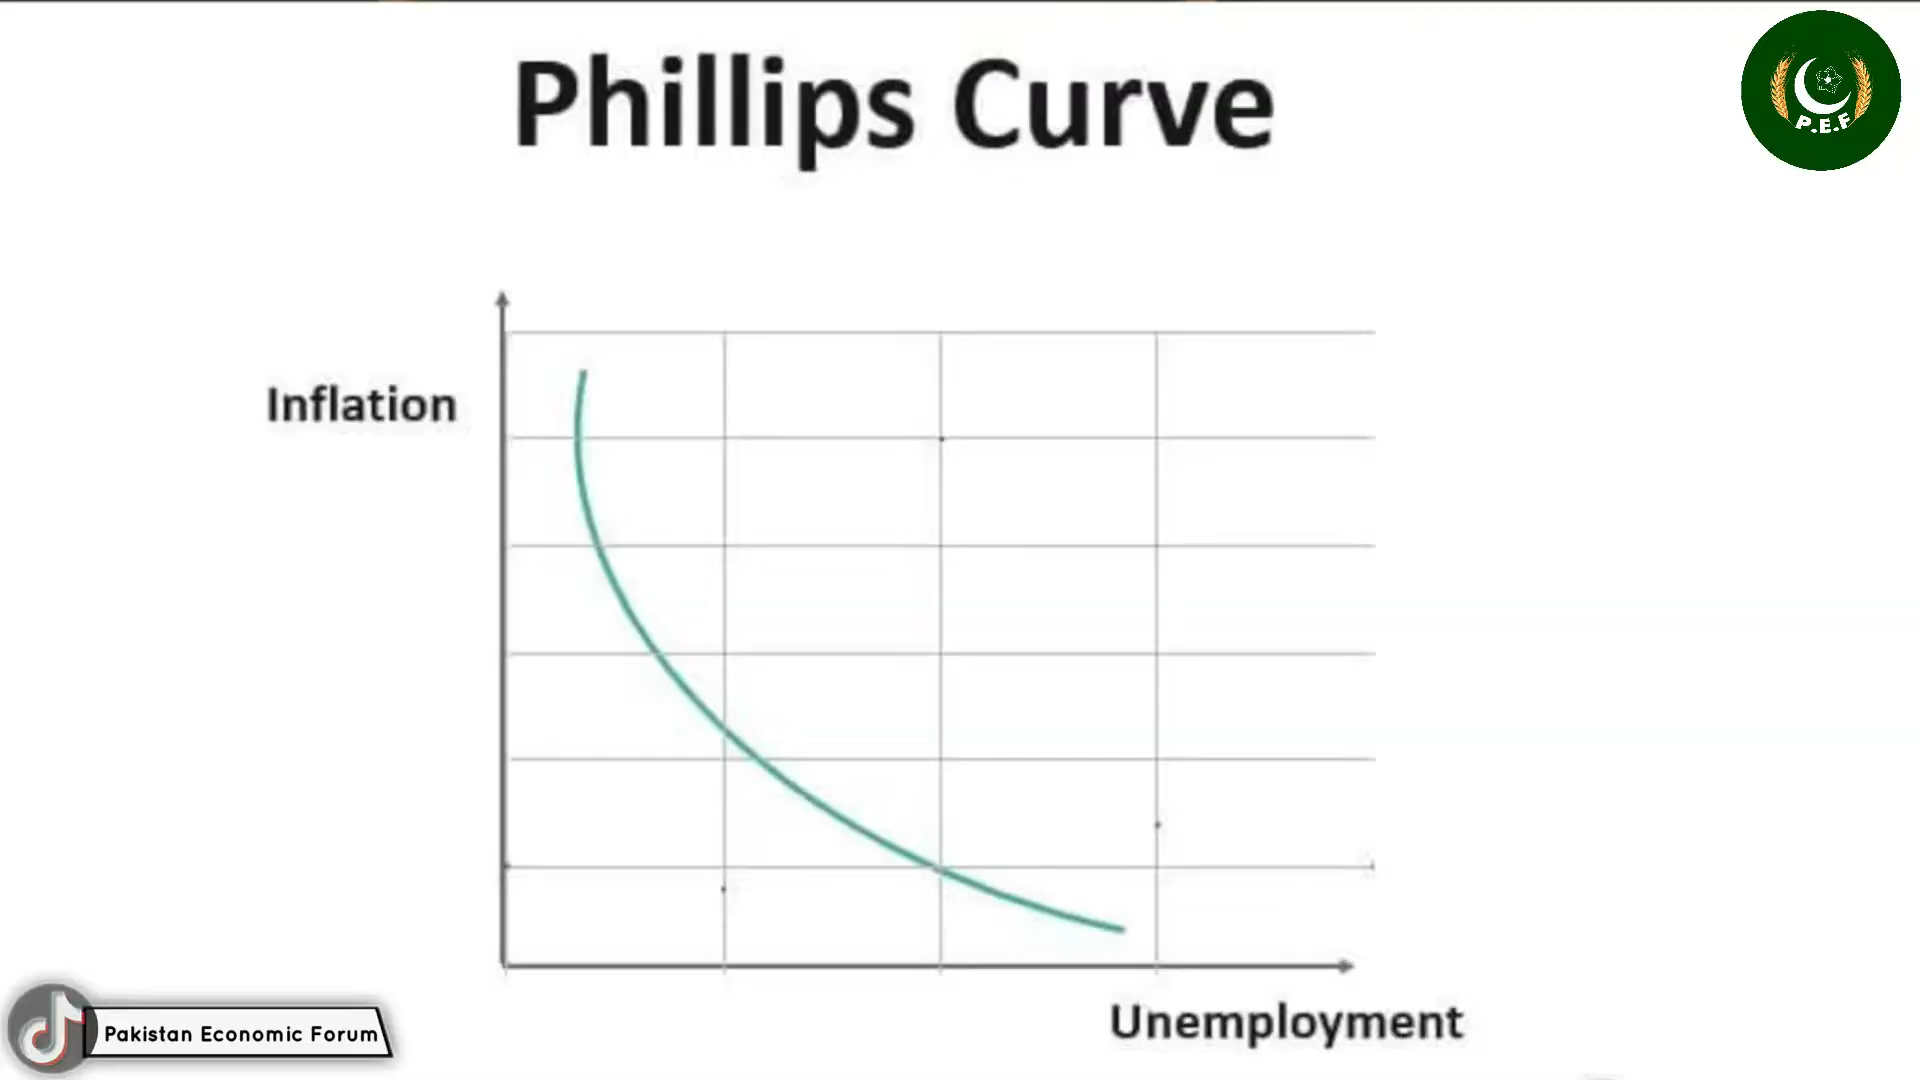 Phillips Curve
P.E.F
Inflation
Unemployment
Pakistan Economic Forum